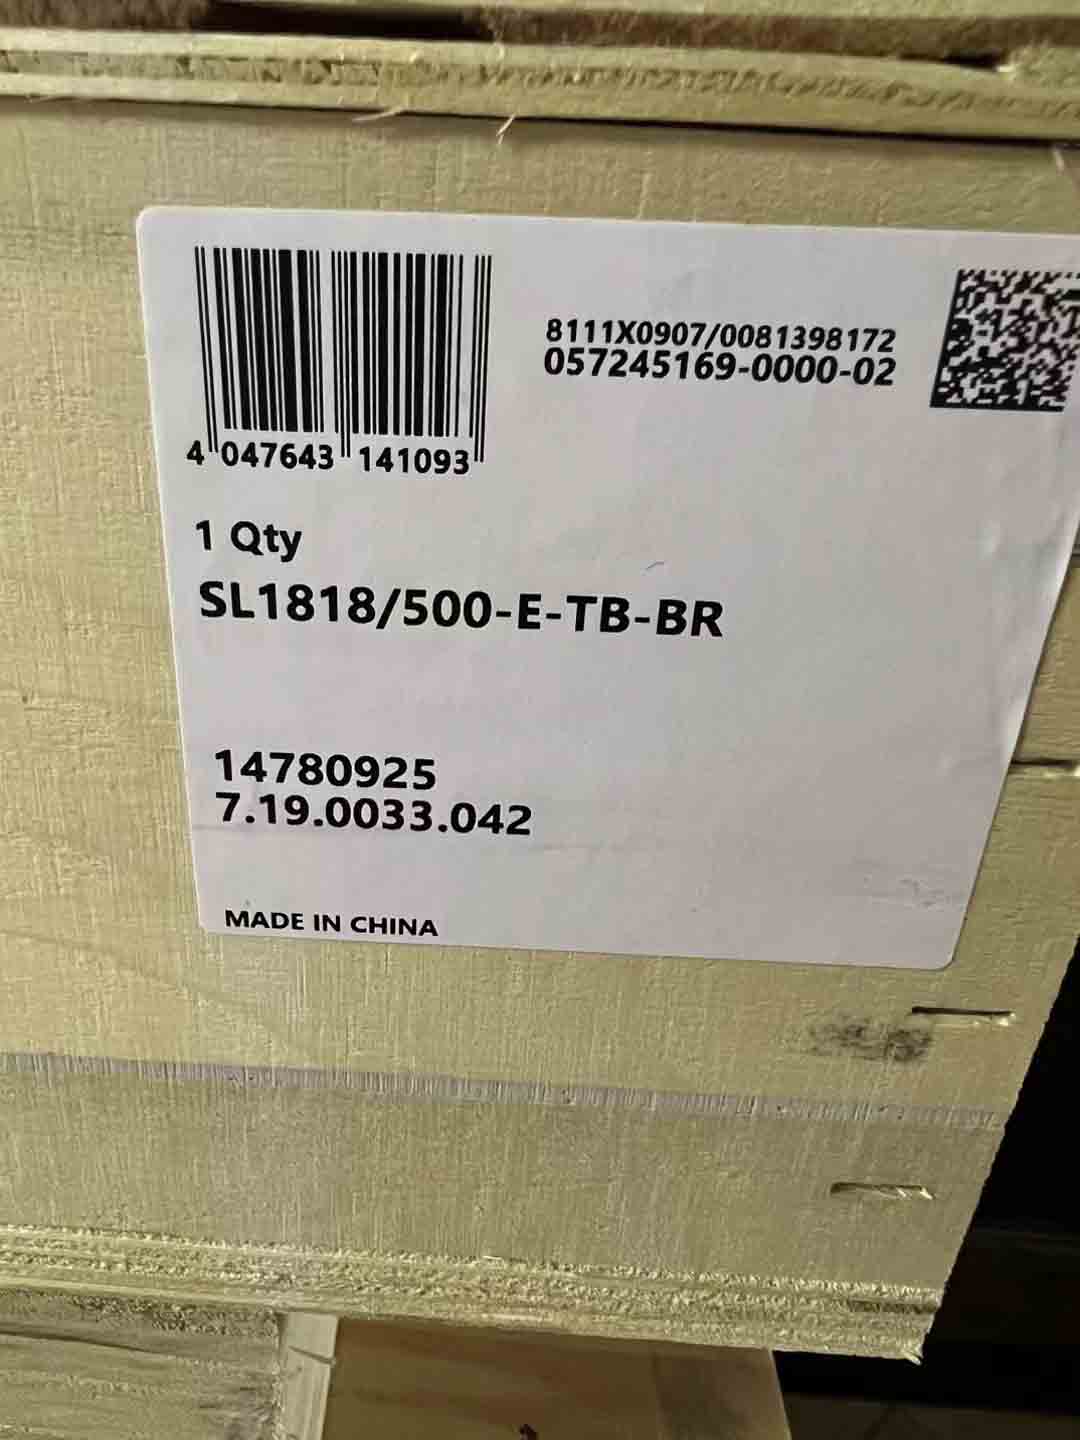 8111X0907/0081398172
057245169-0000-02
4 047643 141093
1 Qty
SL1818/500-E-TB-BR
14780925
7.19.0033.042
MADE IN CHINA